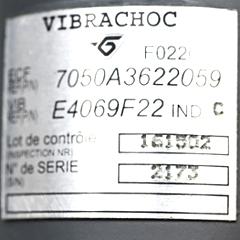 VIBRACHOC
F022
ECF 7050A3622059
REF(PN)
VIB E4069F22 IND C
REF(PN)
Lot de contrôle 161302
(INSPECTION NR)
N° de SERIE 2173
(S/N)